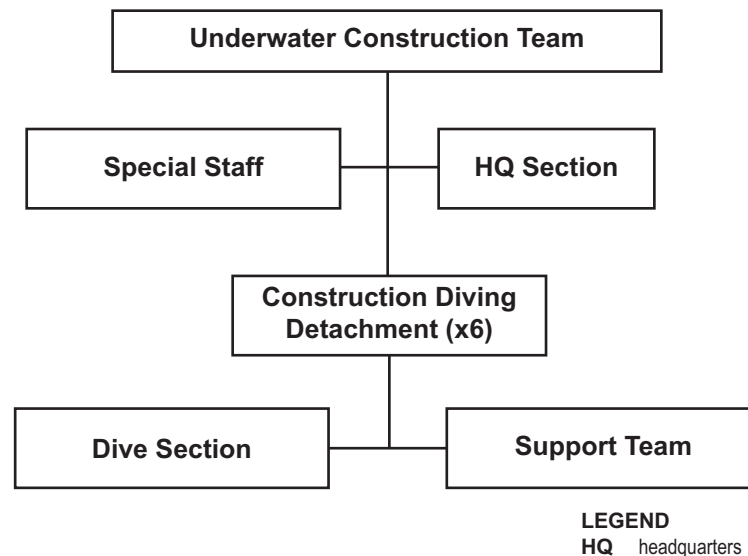 Underwater Construction Team
Special Staff
HQ Section
Construction Diving
Detachment (x6)
Dive Section
Support Team
LEGEND
HQ headquarters